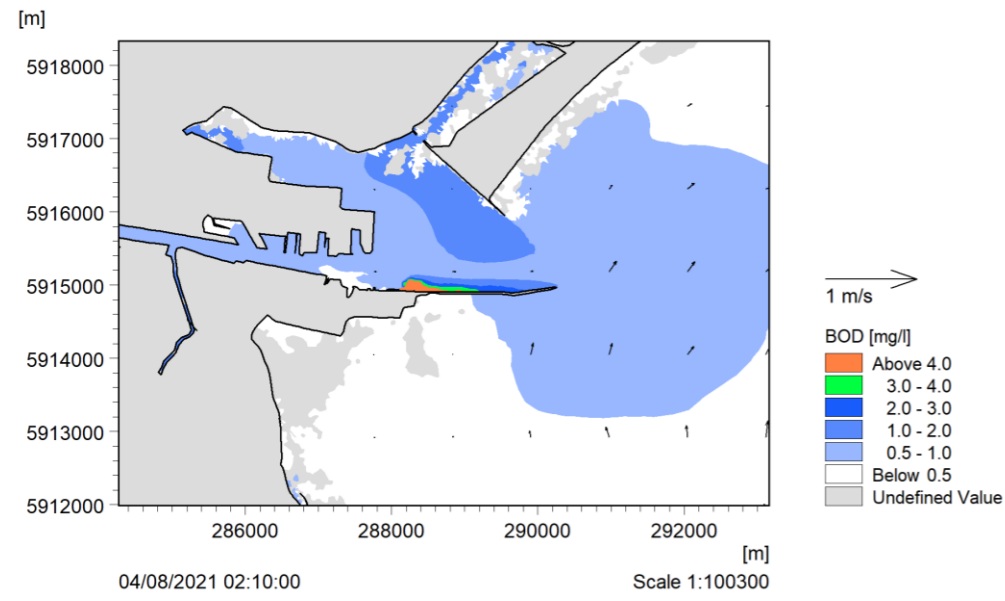 [m]
5918000
5917000
5916000
5915000
5914000
5913000
5912000
286000 288000 290000 292000
[m]
04/08/2021 02:10:00
Scale 1:100300
1 m/s
BOD [mg/l]
Above 4.0
3.0 - 4.0
2.0 - 3.0
1.0 - 2.0
0.5 - 1.0
Below 0.5
Undefined Value